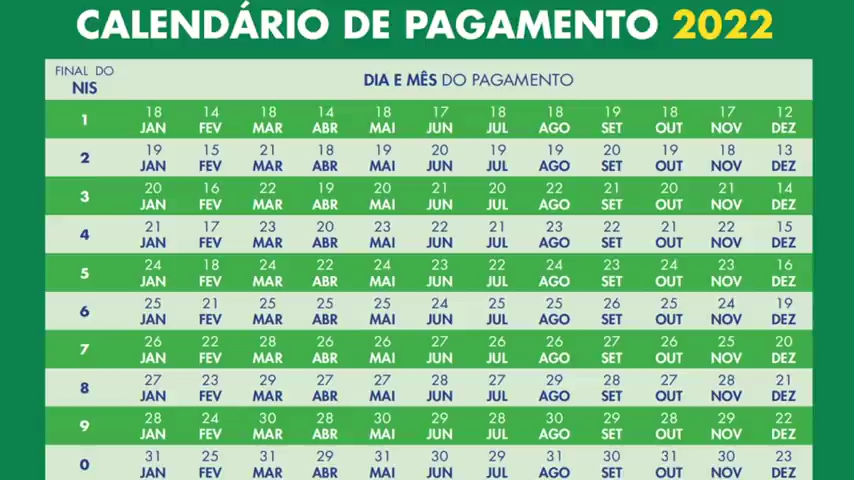 CALENDÁRIO DE PAGAMENTO 2022
FINAL DO NIS DIA E MÊS DO PAGAMENTO
1 18 JAN 14 FEV 18 MAR 14 ABR 18 MAI 17 JUN 18 JUL 18 AGO 19 SET 18 OUT 17 NOV 12 DEZ
2 19 JAN 15 FEV 21 MAR 18 ABR 19 MAI 20 JUN 19 JUL 19 AGO 20 SET 19 OUT 18 NOV 13 DEZ
3 20 JAN 16 FEV 22 MAR 19 ABR 20 MAI 21 JUN 20 JUL 22 AGO 21 SET 20 OUT 21 NOV 14 DEZ
4 21 JAN 17 FEV 23 MAR 20 ABR 23 MAI 22 JUN 21 JUL 23 AGO 22 SET 21 OUT 22 NOV 15 DEZ
5 24 JAN 18 FEV 24 MAR 22 ABR 24 MAI 23 JUN 22 JUL 24 AGO 23 SET 24 OUT 23 NOV 16 DEZ
6 25 JAN 21 FEV 25 MAR 25 ABR 25 MAI 24 JUN 25 JUL 25 AGO 26 SET 25 OUT 24 NOV 19 DEZ
7 26 JAN 22 FEV 28 MAR 26 ABR 26 MAI 27 JUN 26 JUL 26 AGO 27 SET 26 OUT 25 NOV 20 DEZ
8 27 JAN 23 FEV 29 MAR 27 ABR 27 MAI 28 JUN 27 JUL 29 AGO 28 SET 27 OUT 28 NOV 21 DEZ
9 28 JAN 24 FEV 30 MAR 28 ABR 30 MAI 29 JUN 28 JUL 30 AGO 29 SET 28 OUT 29 NOV 22 DEZ
0 31 JAN 25 FEV 31 MAR 29 ABR 31 MAI 30 JUN 29 JUL 31 AGO 30 SET 31 OUT 30 NOV 23 DEZ